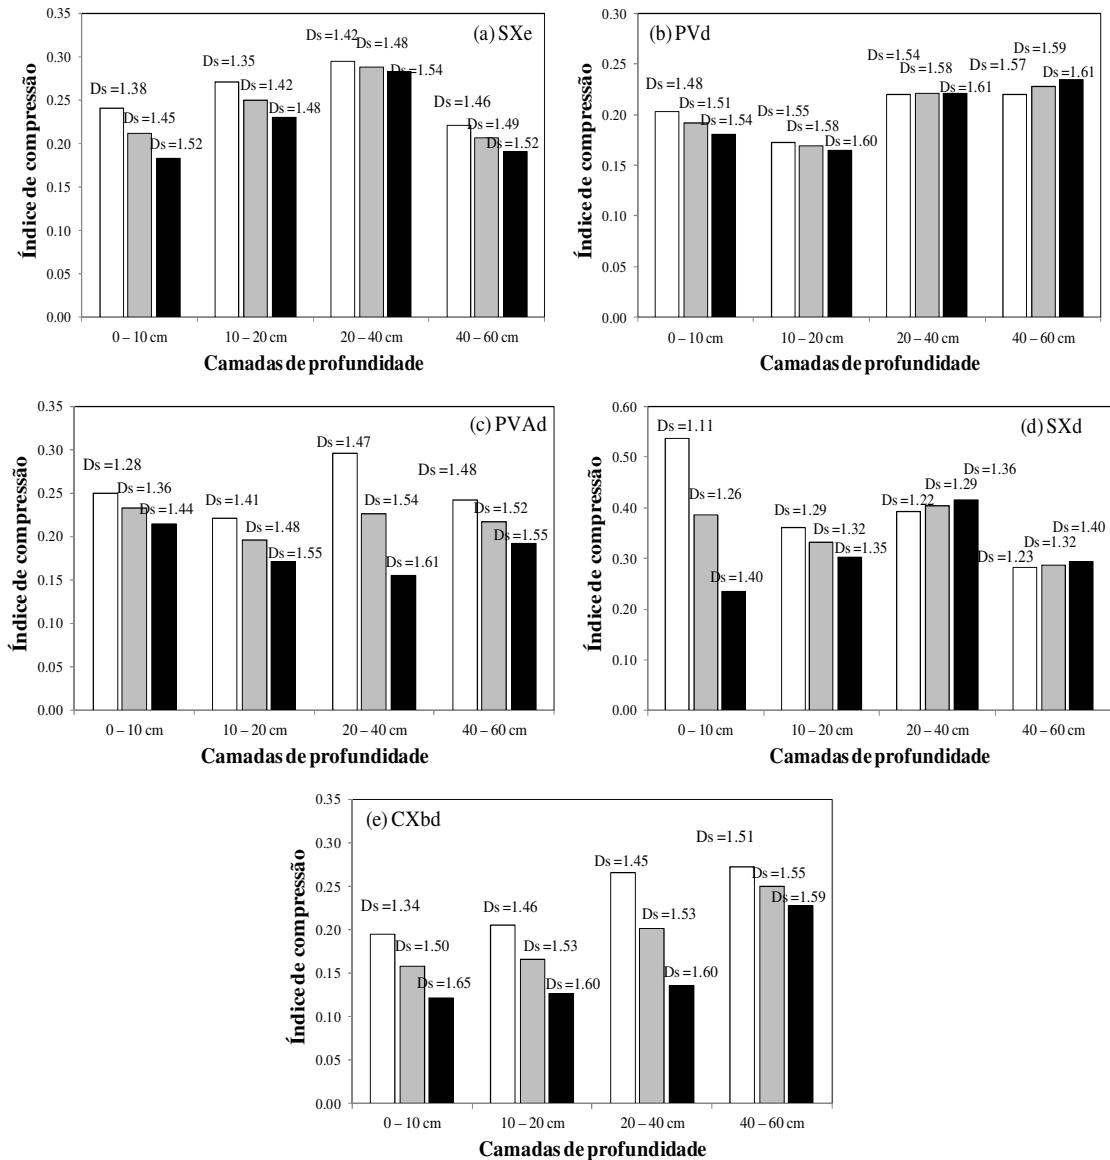 (a) SXe
Índice de compressão
0.35
0.30
0.25
0.20
0.15
0.10
0.05
0.00
Ds =1.38
Ds =1.45
Ds =1.52
Ds =1.35
Ds =1.42
Ds =1.48
Ds =1.42
Ds =1.48
Ds =1.54
Ds =1.46
Ds =1.49
Ds =1.52
0 – 10 cm
10 – 20 cm
20 – 40 cm
40 – 60 cm
Camadas de profundidade
(b) PVd
Índice de compressão
0.30
0.25
0.20
0.15
0.10
0.05
0.00
Ds =1.48
Ds =1.51
Ds =1.54
Ds =1.55
Ds =1.58
Ds =1.60
Ds =1.54
Ds =1.58
Ds =1.61
Ds =1.57
Ds =1.59
Ds =1.61
0 – 10 cm
10 – 20 cm
20 – 40 cm
40 – 60 cm
Camadas de profundidade
(c) PVAd
Índice de compressão
0.35
0.30
0.25
0.20
0.15
0.10
0.05
0.00
Ds =1.28
Ds =1.36
Ds =1.44
Ds =1.41
Ds =1.48
Ds =1.55
Ds =1.47
Ds =1.54
Ds =1.61
Ds =1.48
Ds =1.52
Ds =1.55
0 – 10 cm
10 – 20 cm
20 – 40 cm
40 – 60 cm
Camadas de profundidade
(d) SXd
Índice de compressão
0.60
0.50
0.40
0.30
0.20
0.10
0.00
Ds =1.11
Ds =1.26
Ds =1.40
Ds =1.29
Ds =1.32
Ds =1.35
Ds =1.22
Ds =1.29
Ds =1.36
Ds =1.23
Ds =1.32
Ds =1.40
0 – 10 cm
10 – 20 cm
20 – 40 cm
40 – 60 cm
Camadas de profundidade
(e) CXbd
Índice de compressão
0.35
0.30
0.25
0.20
0.15
0.10
0.05
0.00
Ds =1.34
Ds =1.50
Ds =1.65
Ds =1.46
Ds =1.53
Ds =1.60
Ds =1.45
Ds =1.53
Ds =1.60
Ds =1.51
Ds =1.55
Ds =1.59
0 – 10 cm
10 – 20 cm
20 – 40 cm
40 – 60 cm
Camadas de profundidade